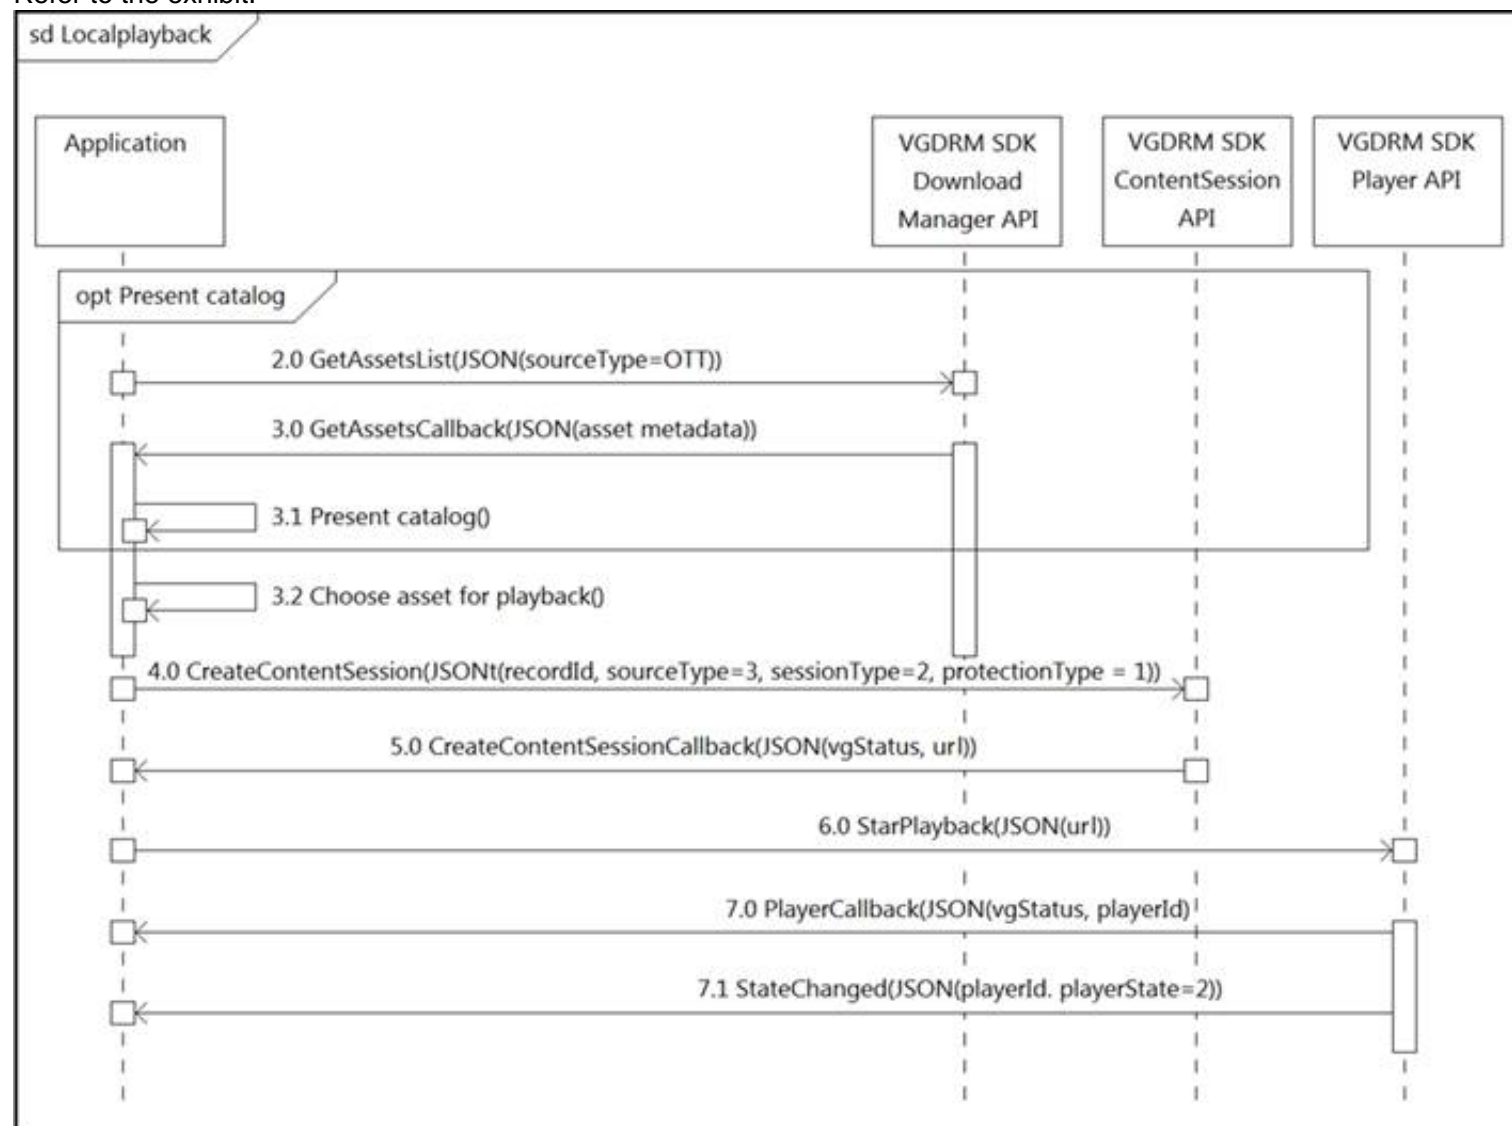 Refer to the exhibit.
sd Localplayback
Application
VGDRM SDK
Download
Manager API
VGDRM SDK
ContentSession
API
VGDRM SDK
Player API
opt Present catalog
2.0 GetAssetsList(JSON(sourceType=OTT))
3.0 GetAssetsCallback(JSON(asset metadata))
3.1 Present catalog()
3.2 Choose asset for playback()
4.0 CreateContentSession(JSONt(recordId, sourceType=3, sessionType=2, protectionType = 1))
5.0 CreateContentSessionCallback(JSON(vgStatus, url))
6.0 StarPlayback(JSON(url))
7.0 PlayerCallback(JSON(vgStatus, playerId)
7.1 StateChanged(JSON(playerId. playerState=2))